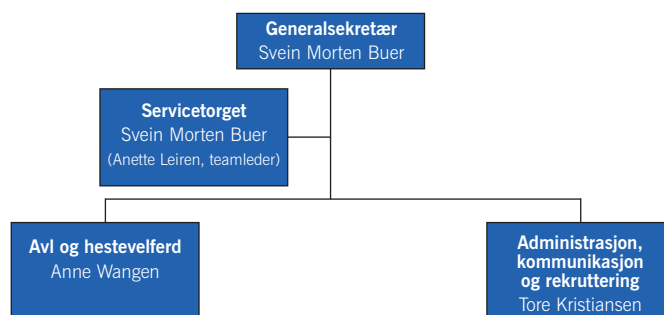 Generalsekretær
Svein Morten Buer
Servicetorget
Svein Morten Buer
(Anette Leiren, teamleder)
Avl og hestevelferd
Anne Wangen
Administrasjon,
kommunikasjon
og rekruttering
Tore Kristiansen